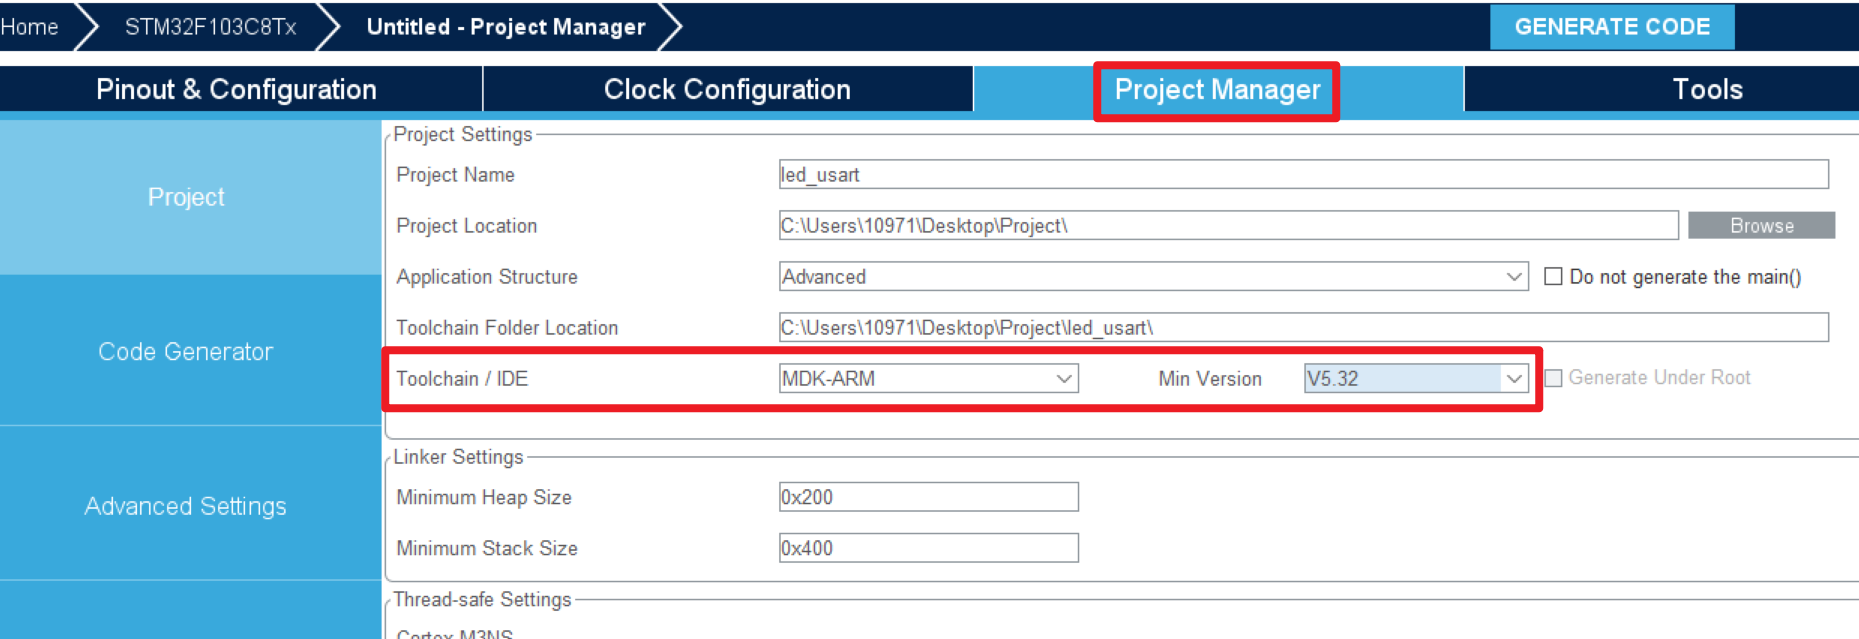 Home STM32F103C8Tx Untitled - Project Manager GENERATE CODE
Pinout & Configuration Clock Configuration Project Manager Tools
Project
Code Generator
Advanced Settings
Project Settings
Project Name led_usart
Project Location C:\Users\10971\Desktop\Project\ Browse
Application Structure Advanced Do not generate the main()
Toolchain Folder Location C:\Users\10971\Desktop\Project\led_usart\
Toolchain / IDE MDK-ARM Min Version V5.32 Generate Under Root
Linker Settings
Minimum Heap Size 0x200
Minimum Stack Size 0x400
Thread-safe Settings
Cortex-M3NS